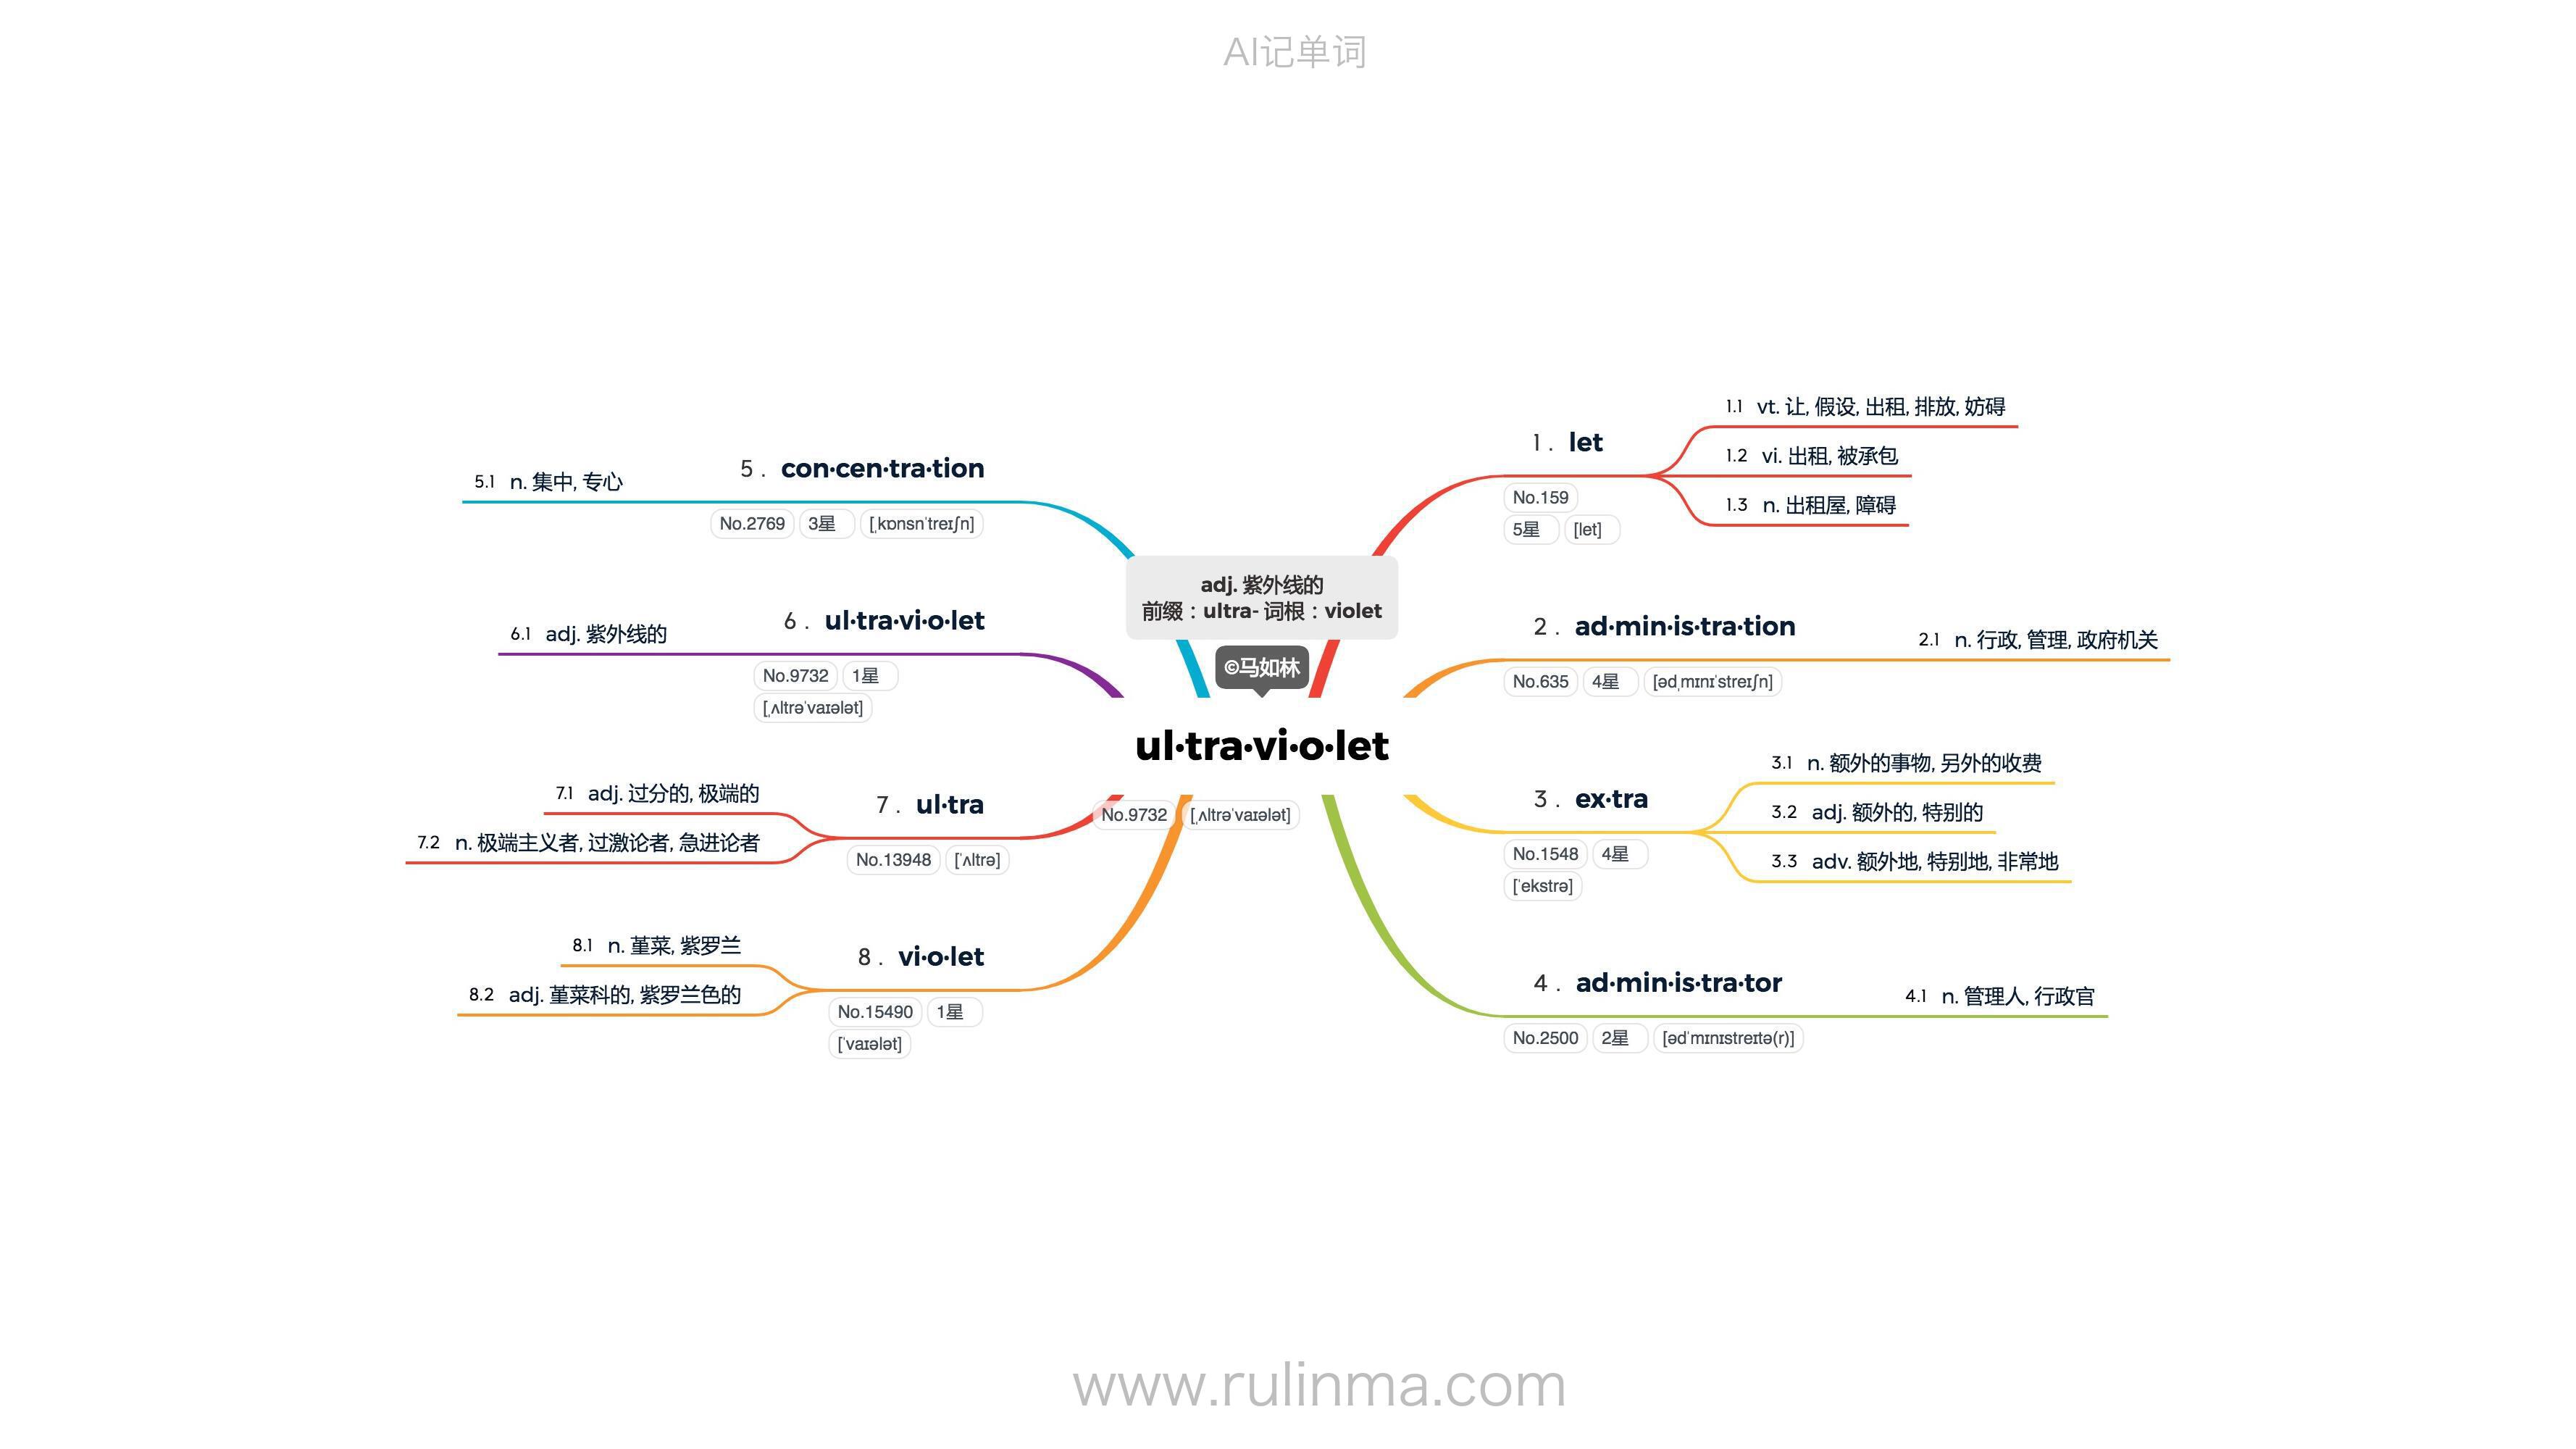 AI记单词
adj. 紫外线的
前缀：ultra- 词根：violet
©马如林
ul·tra·vi·o·let
No.9732 [ˌʌltrəˈvaɪələt]
1. let
No.159
5星 [let]
1.1 vt. 让, 假设, 出租, 排放, 妨碍
1.2 vi. 出租, 被承包
1.3 n. 出租屋, 障碍
2. ad·min·is·tra·tion
No.635 4星 [ədˌmɪnɪˈstreɪʃn]
2.1 n. 行政, 管理, 政府机关
3. ex·tra
No.1548 4星
[ˈekstrə]
3.1 n. 额外的事物, 另外的收费
3.2 adj. 额外的, 特别的
3.3 adv. 额外地, 特别地, 非常地
4. ad·min·is·tra·tor
No.2500 2星 [ədˈmɪnɪstreɪtə(r)]
4.1 n. 管理人, 行政官
5. con·cen·tra·tion
No.2769 3星 [ˌkɒnsnˈtreɪʃn]
5.1 n. 集中, 专心
6. ul·tra·vi·o·let
No.9732 1星
[ˌʌltrəˈvaɪələt]
6.1 adj. 紫外线的
7. ul·tra
No.13948 [ˈʌltrə]
7.1 adj. 过分的, 极端的
7.2 n. 极端主义者, 过激论者, 急进论者
8. vi·o·let
No.15490 1星
[ˈvaɪələt]
8.1 n. 堇菜, 紫罗兰
8.2 adj. 堇菜科的, 紫罗兰色的
www.rulinma.com